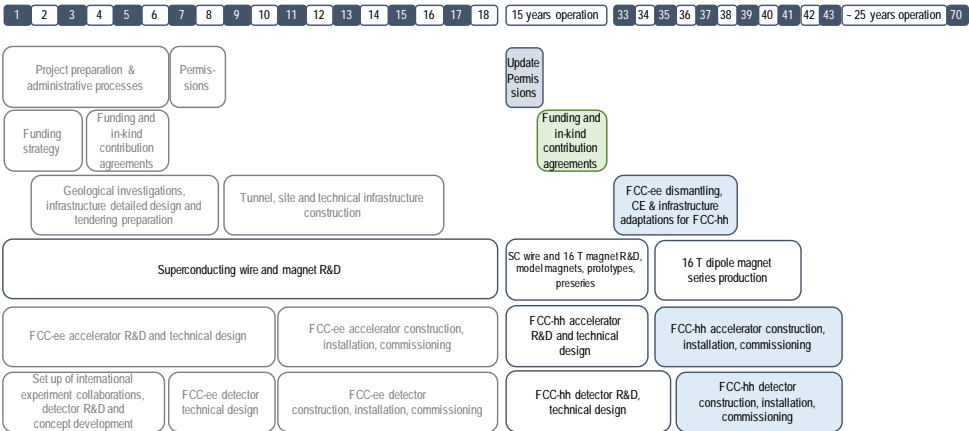 1 2 3 4 5 6 7 8 9 10 11 12 13 14 15 16 17 18 15 years operation 33 34 35 36 37 38 39 40 41 42 43 ~ 25 years operation 70
Project preparation &
administrative processes
Permis-
sions
Update
Permis
sions
Funding
strategy
Funding and
in-kind
contribution
agreements
Funding and
in-kind
contribution
agreements
Geological investigations,
infrastructure detailed design and
tendering preparation
Tunnel, site and technical infrastructure
construction
FCC-ee dismantling,
CE & infrastructure
adaptations for FCC-hh
Superconducting wire and magnet R&D
SC wire and 16 T magnet R&D,
model magnets, prototypes,
preseries
16 T dipole magnet
series production
FCC-ee accelerator R&D and technical design
FCC-ee accelerator construction,
installation, commissioning
FCC-hh accelerator
R&D and technical
design
FCC-hh accelerator construction,
installation, commissioning
Set up of international
experiment collaborations,
detector R&D and
concept development
FCC-ee detector
technical design
FCC-ee detector
construction, installation, commissioning
FCC-hh detector R&D,
technical design
FCC-hh detector
construction, installation,
commissioning